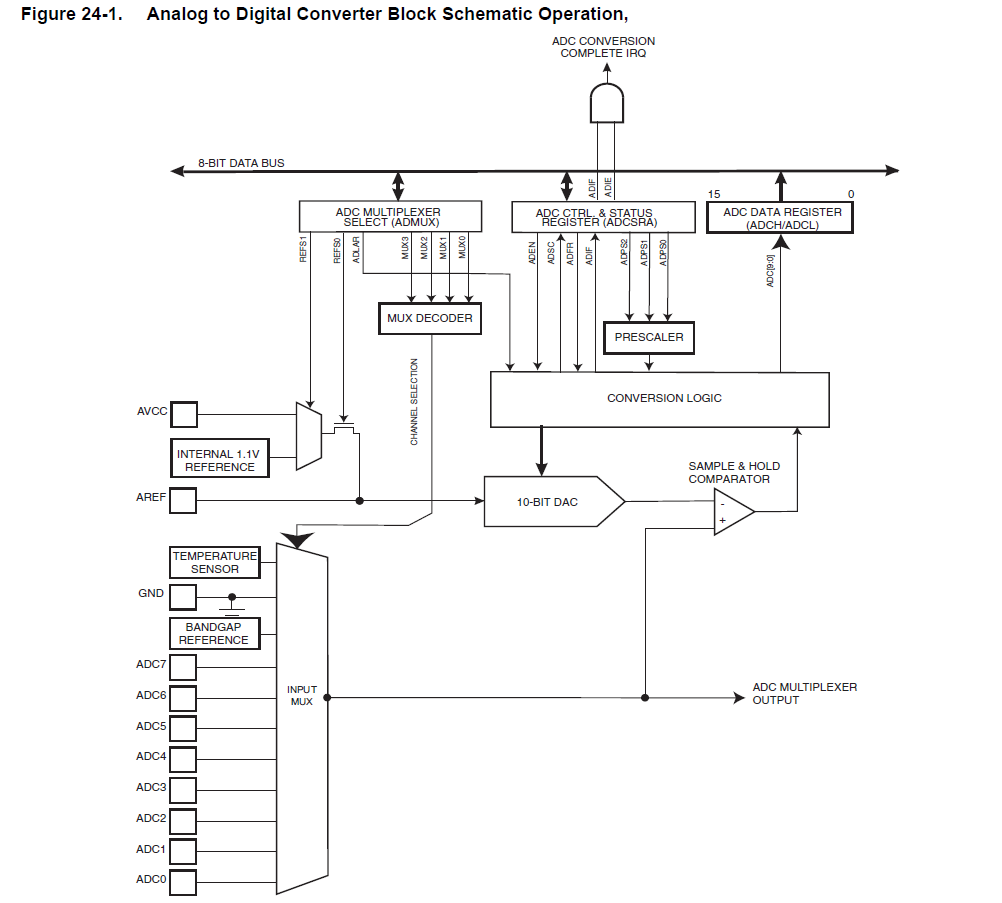 Figure 24-1. Analog to Digital Converter Block Schematic Operation,
ADC CONVERSION
COMPLETE IRQ
8-BIT DATA BUS
ADIF
ADIE
15
0
ADC MULTIPLEXER
SELECT (ADMUX)
ADC CTRL. & STATUS
REGISTER (ADCSRA)
ADC DATA REGISTER
(ADCH/ADCL)
REFS1
REFS0
ADLAR
MUX3
MUX2
MUX1
MUX0
ADEN
ADSC
ADFR
ADIF
ADPS2
ADPS1
ADPS0
ADC[9:0]
MUX DECODER
PRESCALER
CHANNEL SELECTION
CONVERSION LOGIC
AVCC
INTERNAL 1.1V
REFERENCE
SAMPLE & HOLD
COMPARATOR
AREF
10-BIT DAC
-
+
TEMPERATURE
SENSOR
GND
BANDGAP
REFERENCE
ADC7
ADC6
ADC5
ADC4
ADC3
ADC2
ADC1
ADC0
INPUT
MUX
ADC MULTIPLEXER
OUTPUT